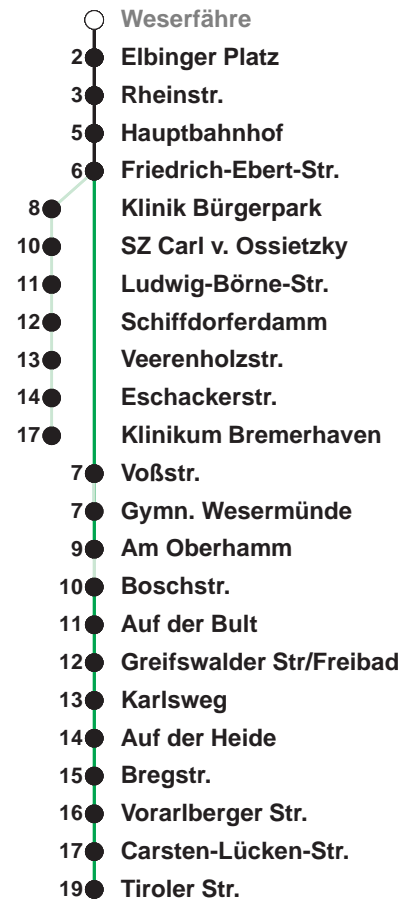 Weserfähre
2 Elbinger Platz
3 Rheinstr.
5 Hauptbahnhof
6 Friedrich-Ebert-Str.
8 Klinik Bürgerpark
10 SZ Carl v. Ossietzky
11 Ludwig-Börne-Str.
12 Schiffdorferdamm
13 Veerenholzstr.
14 Eschackerstr.
17 Klinikum Bremerhaven
7 Voßstr.
7 Gymn. Wesermünde
9 Am Oberhamm
10 Boschstr.
11 Auf der Bult
12 Greifswalder Str/Freibad
13 Karlsweg
14 Auf der Heide
15 Bregstr.
16 Vorarlberger Str.
17 Carsten-Lücken-Str.
19 Tiroler Str.